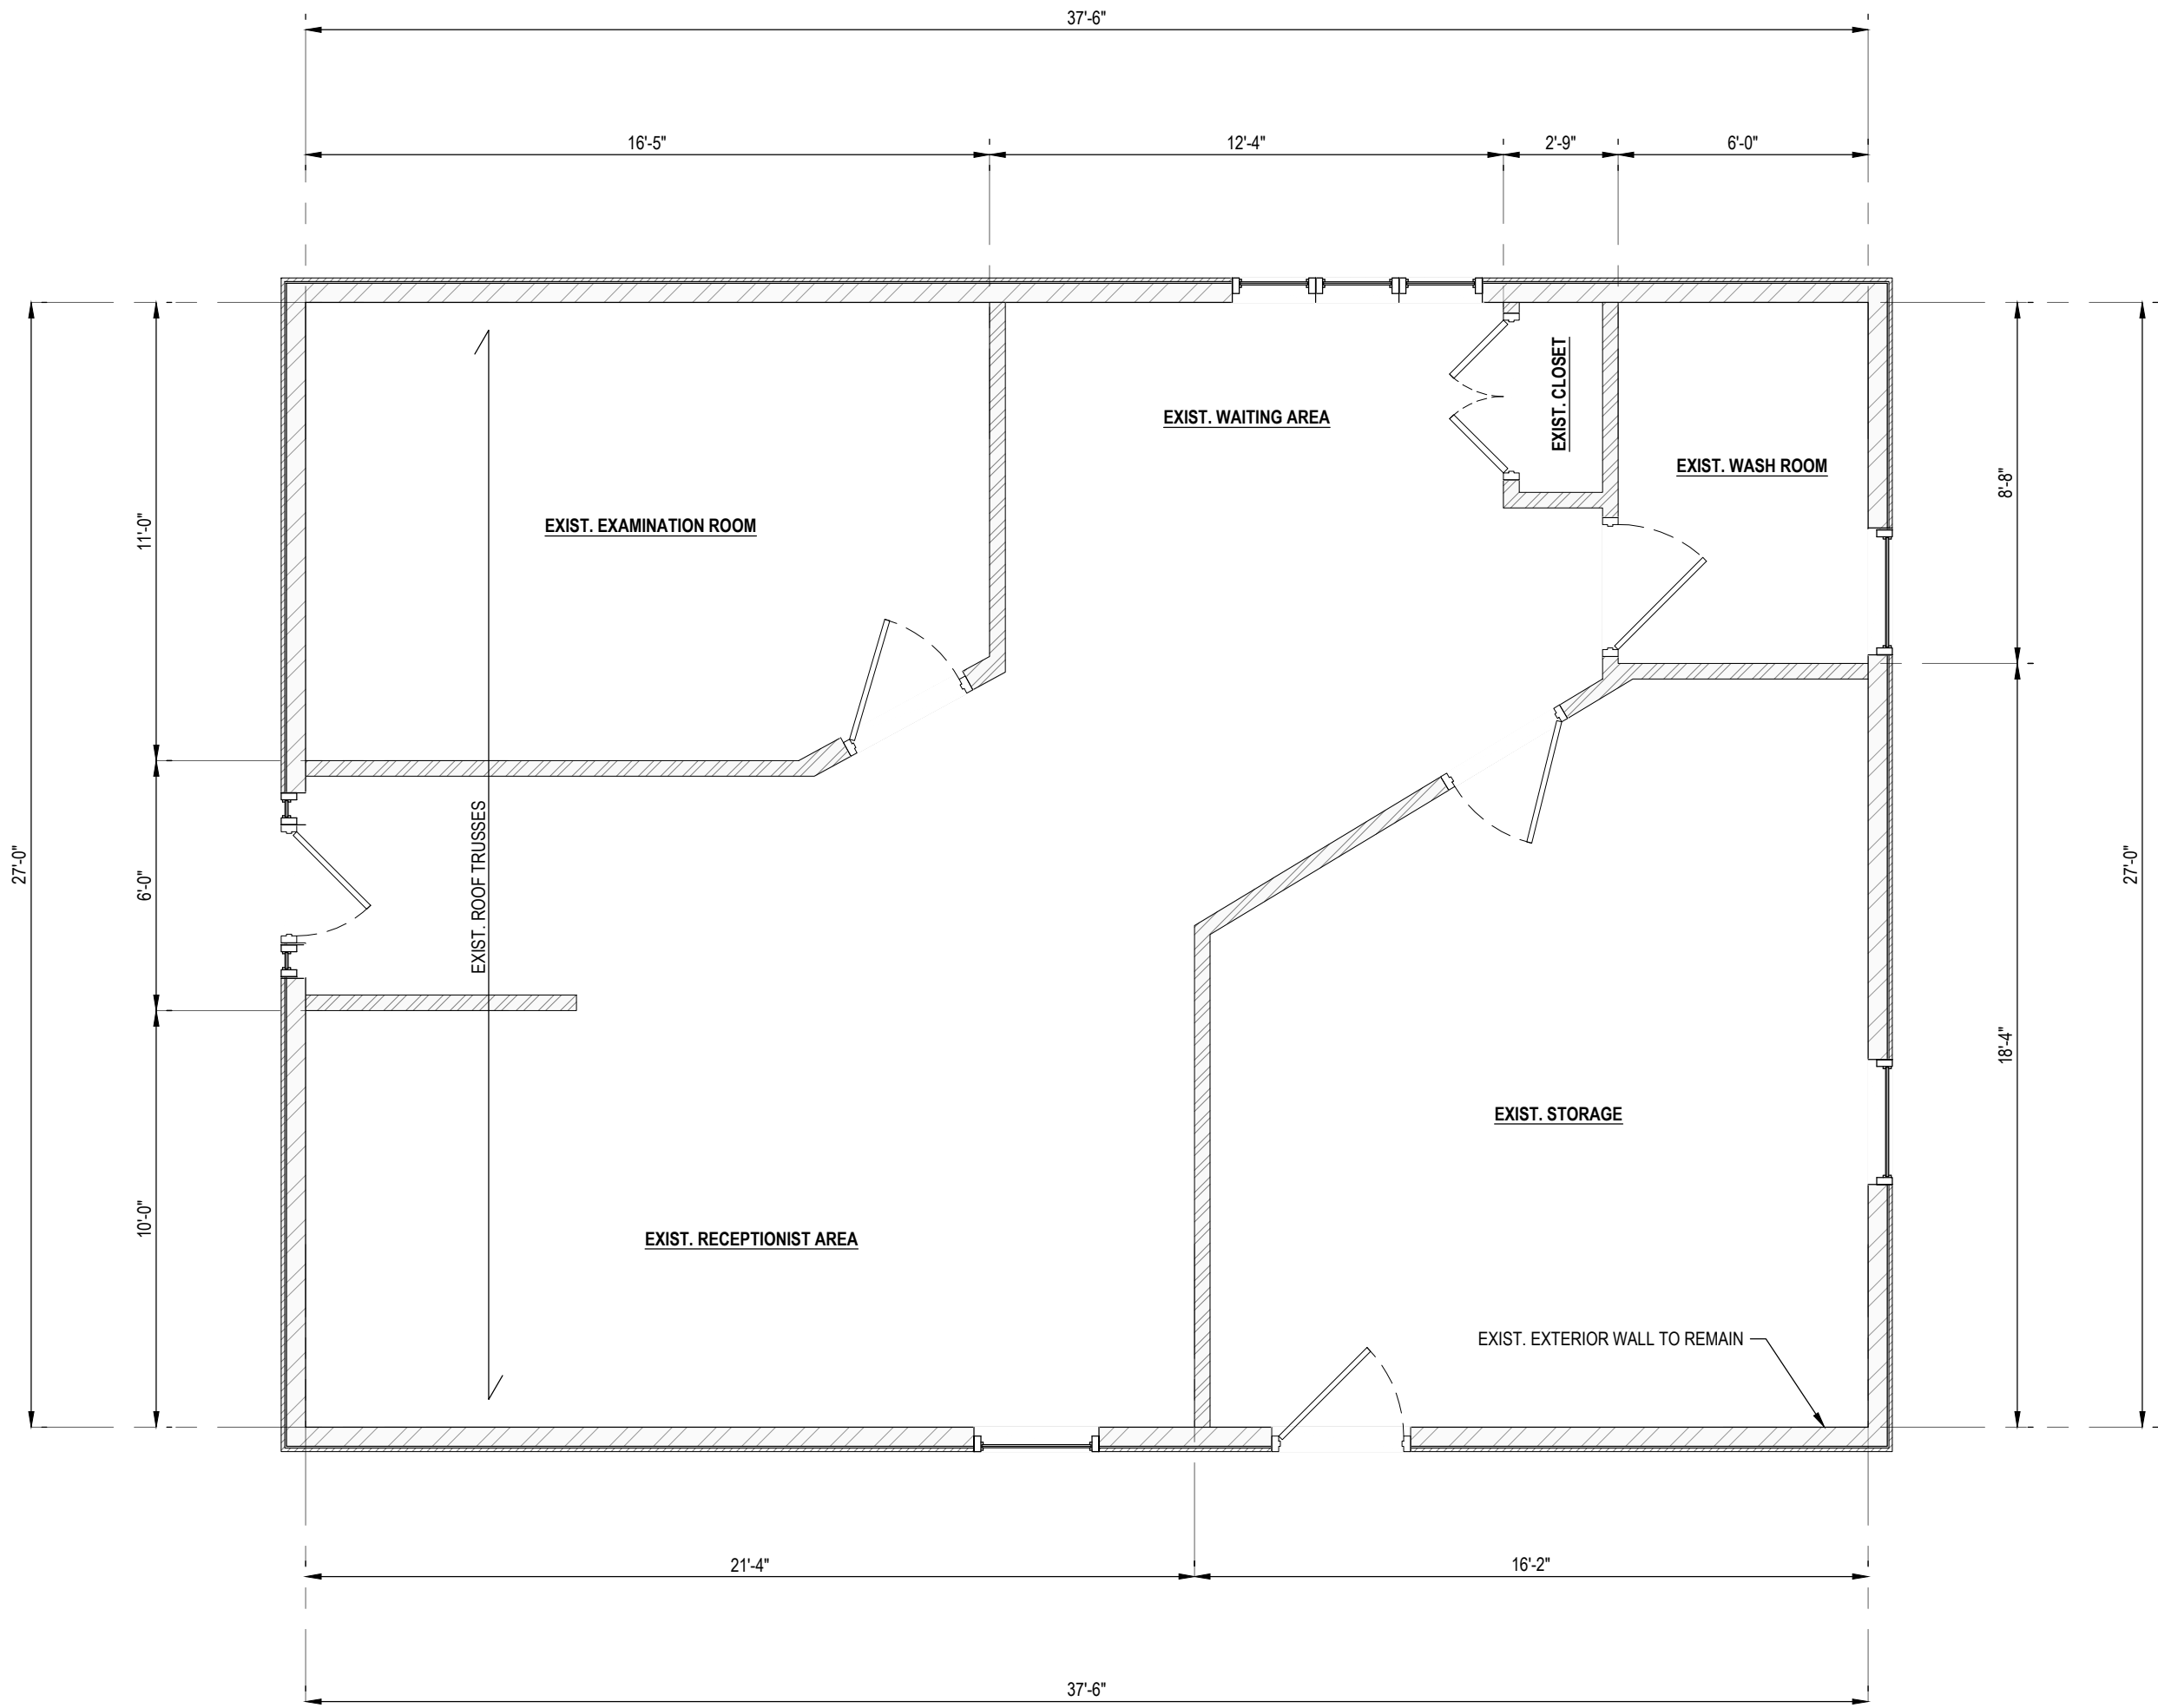 37'-6"
16'-5"
12'-4"
2'-9"
6'-0"
EXIST. WAITING AREA
EXIST. CLOSET
EXIST. WASH ROOM
EXIST. EXAMINATION ROOM
11'-0"
8'-8"
27'-0"
6'-0"
EXIST. ROOF TRUSSES
27'-0"
18'-4"
EXIST. STORAGE
10'-0"
EXIST. RECEPTIONIST AREA
EXIST. EXTERIOR WALL TO REMAIN
21'-4"
16'-2"
37'-6"